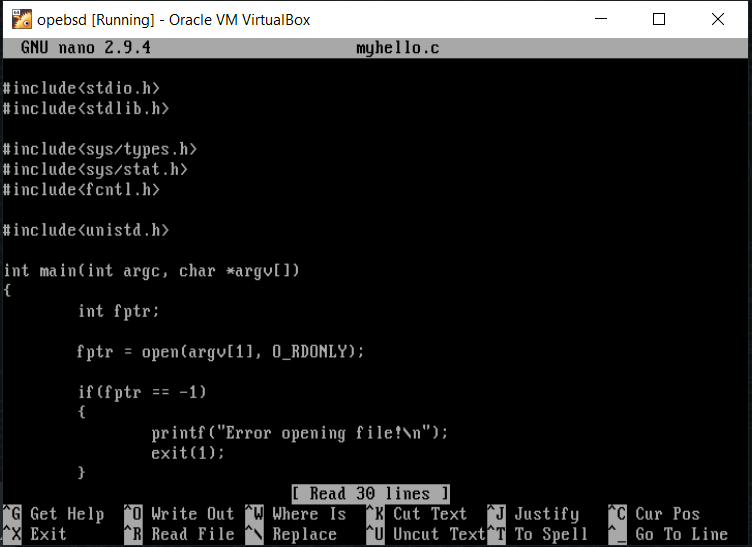 opebsd [Running] - Oracle VM VirtualBox
GNU nano 2.9.4 myhello.c
#include<stdio.h>
#include<stdlib.h>
#include<sys/types.h>
#include<sys/stat.h>
#include<fcntl.h>
#include<unistd.h>
int main(int argc, char *argv[])
{
int fptr;
fptr = open(argv[1], O_RDONLY);
if(fptr == -1)
{
printf("Error opening file!\n");
exit(1);
}
[ Read 30 lines ]
^G Get Help ^O Write Out ^W Where Is ^K Cut Text ^J Justify ^C Cur Pos
^X Exit ^R Read File ^\ Replace ^U Uncut Text ^T To Spell ^_ Go To Line